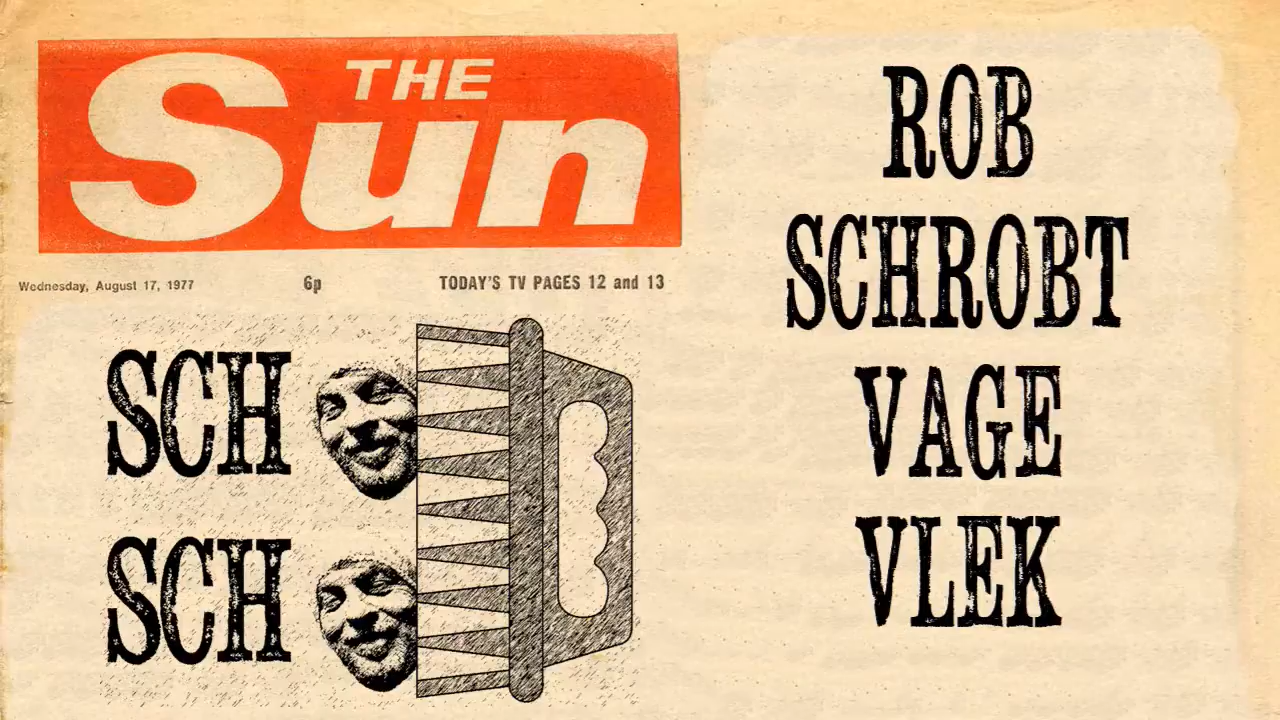 THE
Sun
Wednesday, August 17, 1977 6p TODAY'S TV PAGES 12 and 13
SCH
SCH
ROB
SCHROBT
VAGE
VLEK